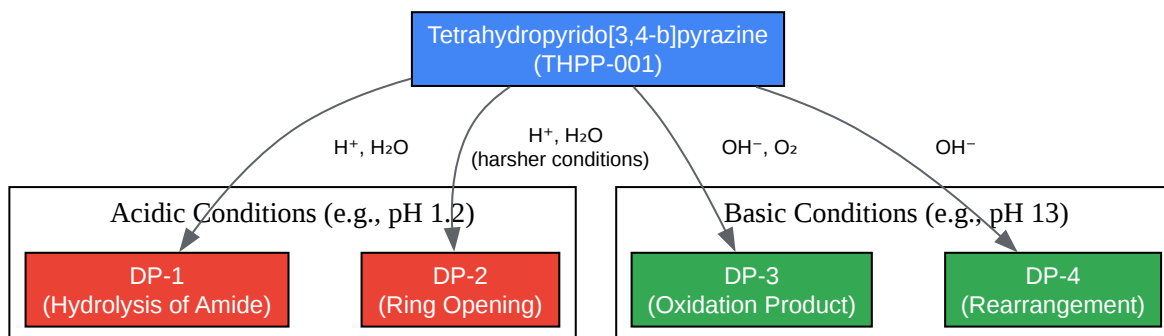 Tetrahydropyrido[3,4-b]pyrazine
(THPP-001)
H⁺, H₂O
H⁺, H₂O
(harsher conditions)
OH⁻, O₂
OH⁻
Acidic Conditions (e.g., pH 1.2)
Basic Conditions (e.g., pH 13)
DP-1
(Hydrolysis of Amide)
DP-2
(Ring Opening)
DP-3
(Oxidation Product)
DP-4
(Rearrangement)